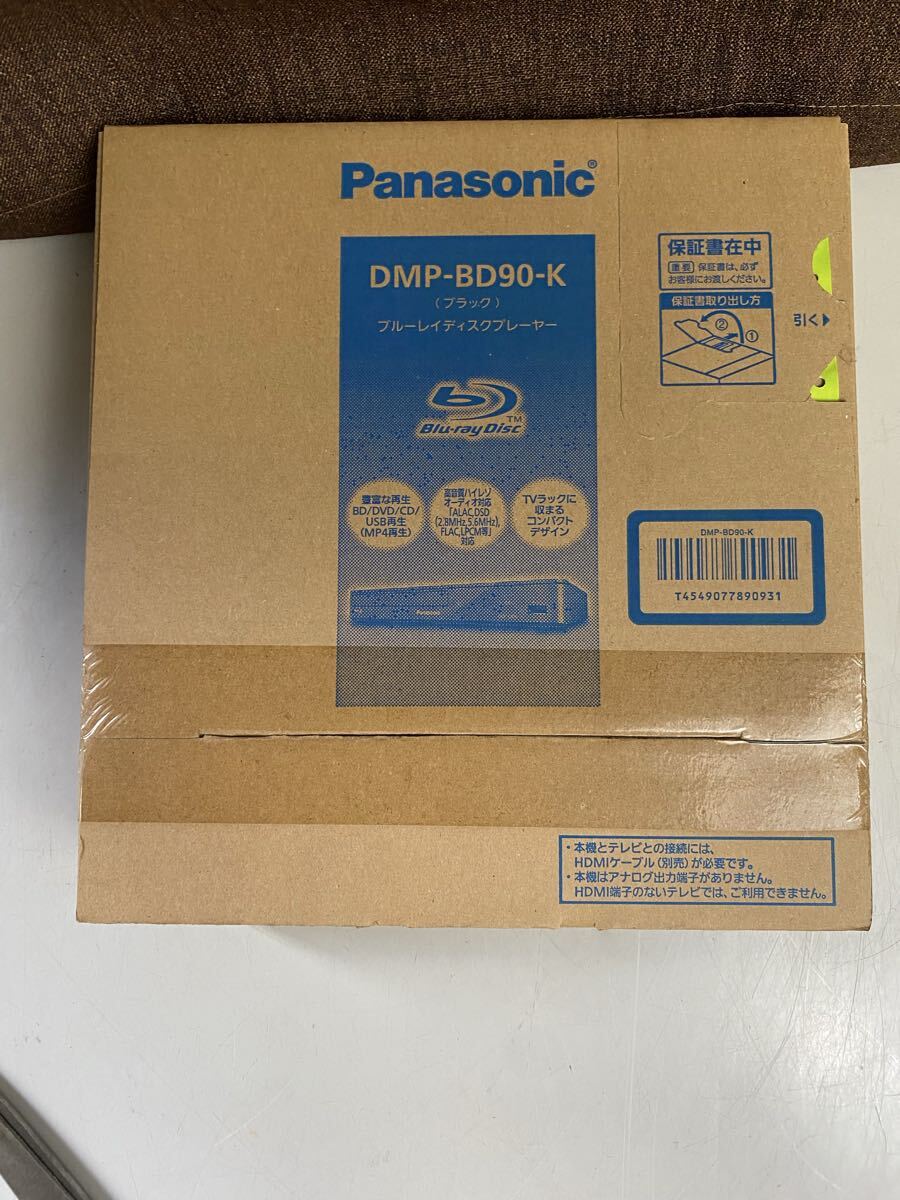 Panasonic®
DMP-BD90-K
(ブラック)
ブルーレイディスクプレーヤー
Blu-ray Disc™
豊富な再生
BD/DVD/CD/
USB再生
(MP4再生)
高音質ハイレゾ
オーディオ対応
「ALAC,DSD
(2.8MHz,5.6MHz),
FLAC,LPCM等」
対応
TVラックに
収まる
コンパクト
デザイン
Panasonic
保証書在中
重要 保証書は、必ず
お客様にお渡しください。
保証書取り出し方
②
①
引く
DMP-BD90-K
T4549077890931
・本機とテレビとの接続には、
HDMIケーブル(別売)が必要です。
・本機はアナログ出力端子がありません。
HDMI端子のないテレビでは、ご利用できません。